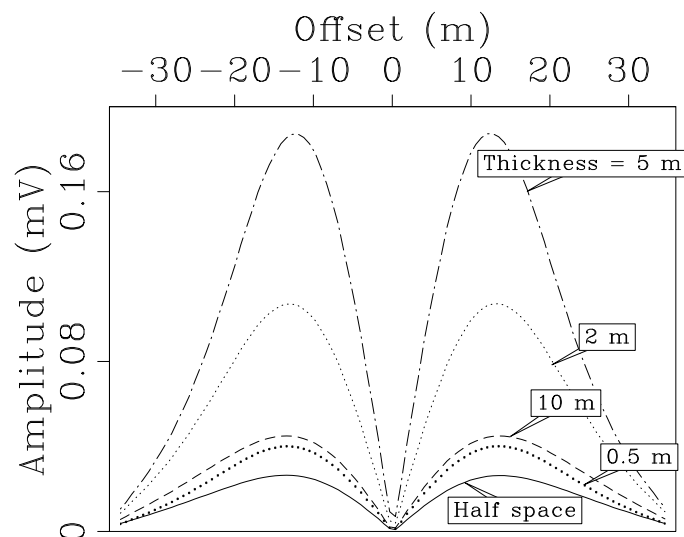 Offset (m)
−30 −20 −10 0 10 20 30
Amplitude (mV)
0.16
0.08
0
Thickness = 5 m
2 m
10 m
0.5 m
Half space